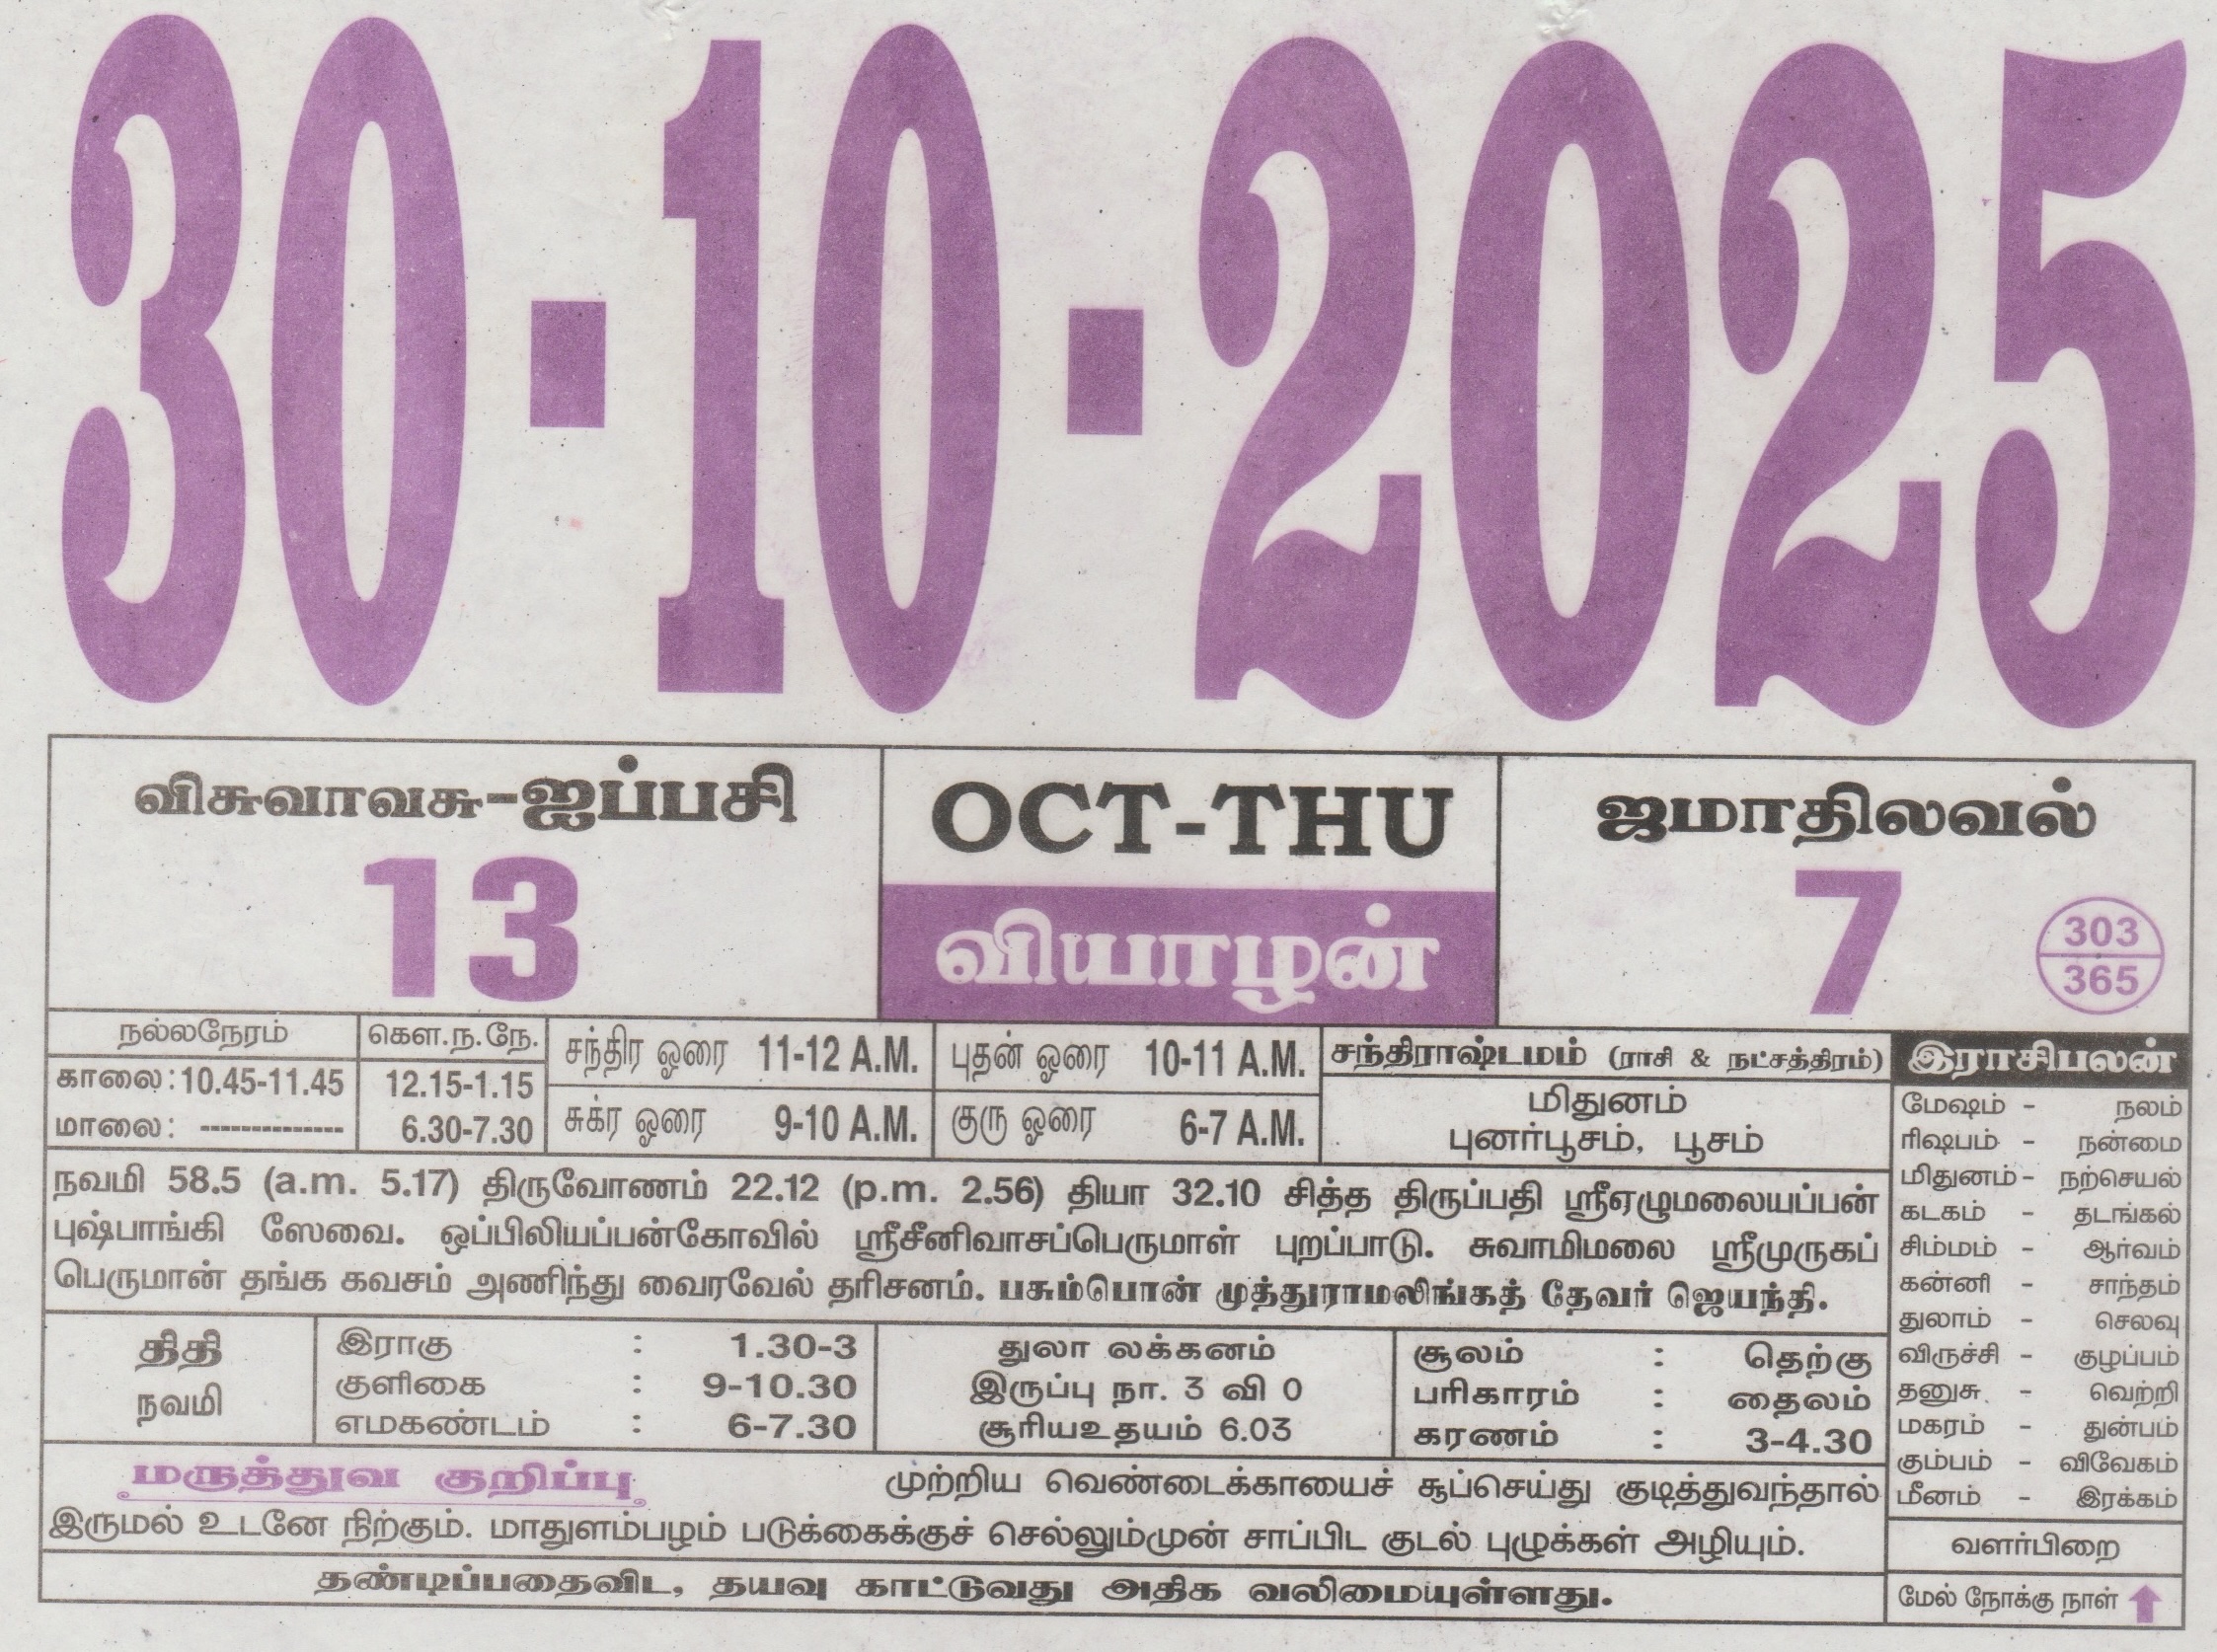 30-10-2025
விசுவாவசு-ஐப்பசி
13
OCT-THU
வியாழன்
ஜமாதிலவல்
7
303
365
நல்லநேரம்
காலை:10.45-11.45
மாலை: --------------
கௌ.ந.நே.
12.15-1.15
6.30-7.30
சந்திர ஓரை 11-12 A.M.
சுக்ர ஓரை 9-10 A.M.
புதன் ஓரை 10-11 A.M.
குரு ஓரை 6-7 A.M.
சந்திராஷ்டமம் (ராசி & நட்சத்திரம்)
மிதுனம்
புனர்பூசம், பூசம்
இராசிபலன்
மேஷம் - நலம்
ரிஷபம் - நன்மை
மிதுனம் - நற்செயல்
கடகம் - தடங்கல்
சிம்மம் - ஆர்வம்
கன்னி - சாந்தம்
துலாம் - செலவு
விருச்சி - குழப்பம்
தனுசு - வெற்றி
மகரம் - துன்பம்
கும்பம் - விவேகம்
மீனம் - இரக்கம்
வளர்பிறை
மேல் நோக்கு நாள்
நவமி 58.5 (a.m. 5.17) திருவோணம் 22.12 (p.m. 2.56) தியா 32.10 சித்த திருப்பதி ஸ்ரீஏழுமலையப்பன்
புஷ்பாங்கி ஸேவை. ஒப்பிலியப்பன்கோவில் ஸ்ரீசீனிவாசப்பெருமாள் புறப்பாடு. சுவாமிமலை ஸ்ரீமுருகப்
பெருமான் தங்க கவசம் அணிந்து வைரவேல் தரிசனம். பசும்பொன் முத்துராமலிங்கத் தேவர் ஜெயந்தி.
திதி
நவமி
இராகு : 1.30-3
குளிகை : 9-10.30
எமகண்டம் : 6-7.30
துலா லக்கனம்
இருப்பு நா. 3 வி 0
சூரியஉதயம் 6.03
சூலம் : தெற்கு
பரிகாரம் : தைலம்
கரணம் : 3-4.30
மருத்துவ குறிப்பு முற்றிய வெண்டைக்காயைச் சூப்செய்து குடித்துவந்தால்
இருமல் உடனே நிற்கும். மாதுளம்பழம் படுக்கைக்குச் செல்லும்முன் சாப்பிட குடல் புழுக்கள் அழியும்.
தண்டிப்பதைவிட, தயவு காட்டுவது அதிக வலிமையுள்ளது.